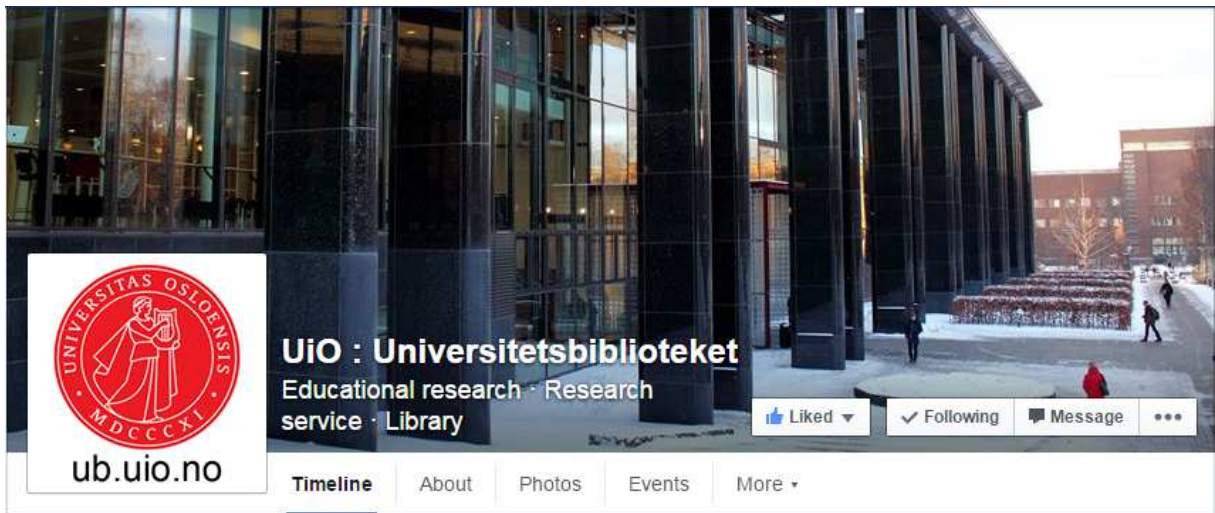 UNIVERSITAS OSLOENSIS
MDCCCXI
ub.uio.no
UiO : Universitetsbiblioteket
Educational research · Research
service · Library
Liked
Following
Message
Timeline
About
Photos
Events
More